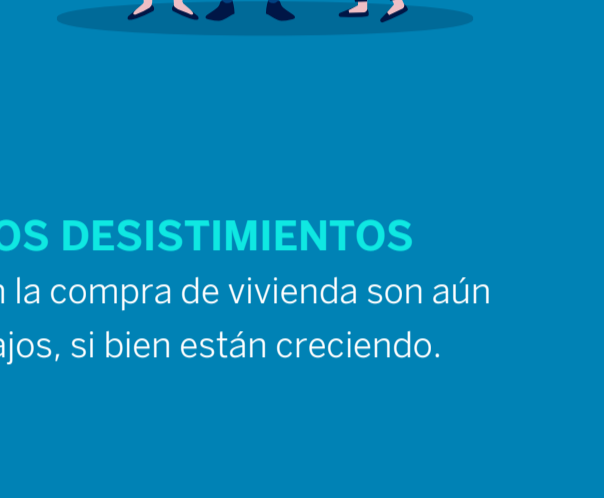 OS DESISTIMIENTOS
la compra de vivienda son aún
ajos, si bien están creciendo.